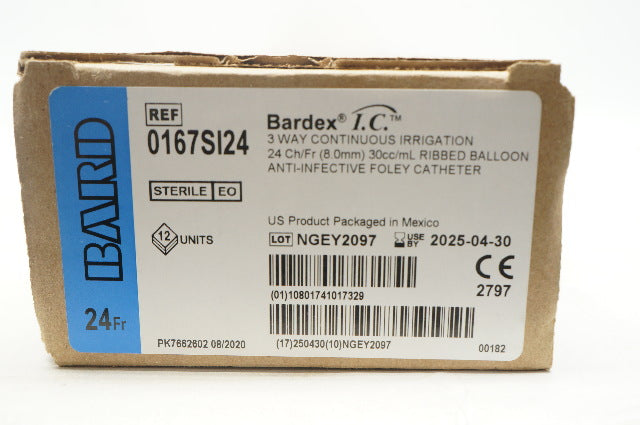 BARD
24Fr
REF
0167SI24
STERILE EO
12 UNITS
Bardex® I.C.™
3 WAY CONTINUOUS IRRIGATION
24 Ch/Fr (8.0mm) 30cc/mL RIBBED BALLOON
ANTI-INFECTIVE FOLEY CATHETER
US Product Packaged in Mexico
LOT NGEY2097 USE BY 2025-04-30
(01)10801741017329
CE
2797
(17)250430(10)NGEY2097
PK7662602 08/2020
00182